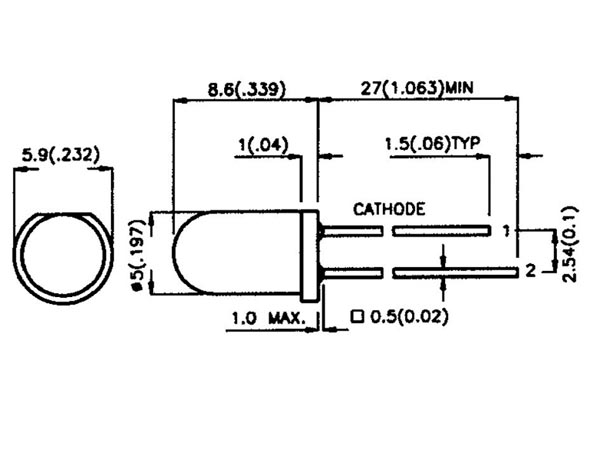 8.6(.339)
27(1.063)MIN
5.9(.232)
1(.04)
1.5(.06)TYP
CATHODE
1
2
ø5(.197)
2.54(0.1)
1.0 MAX.
□ 0.5(0.02)